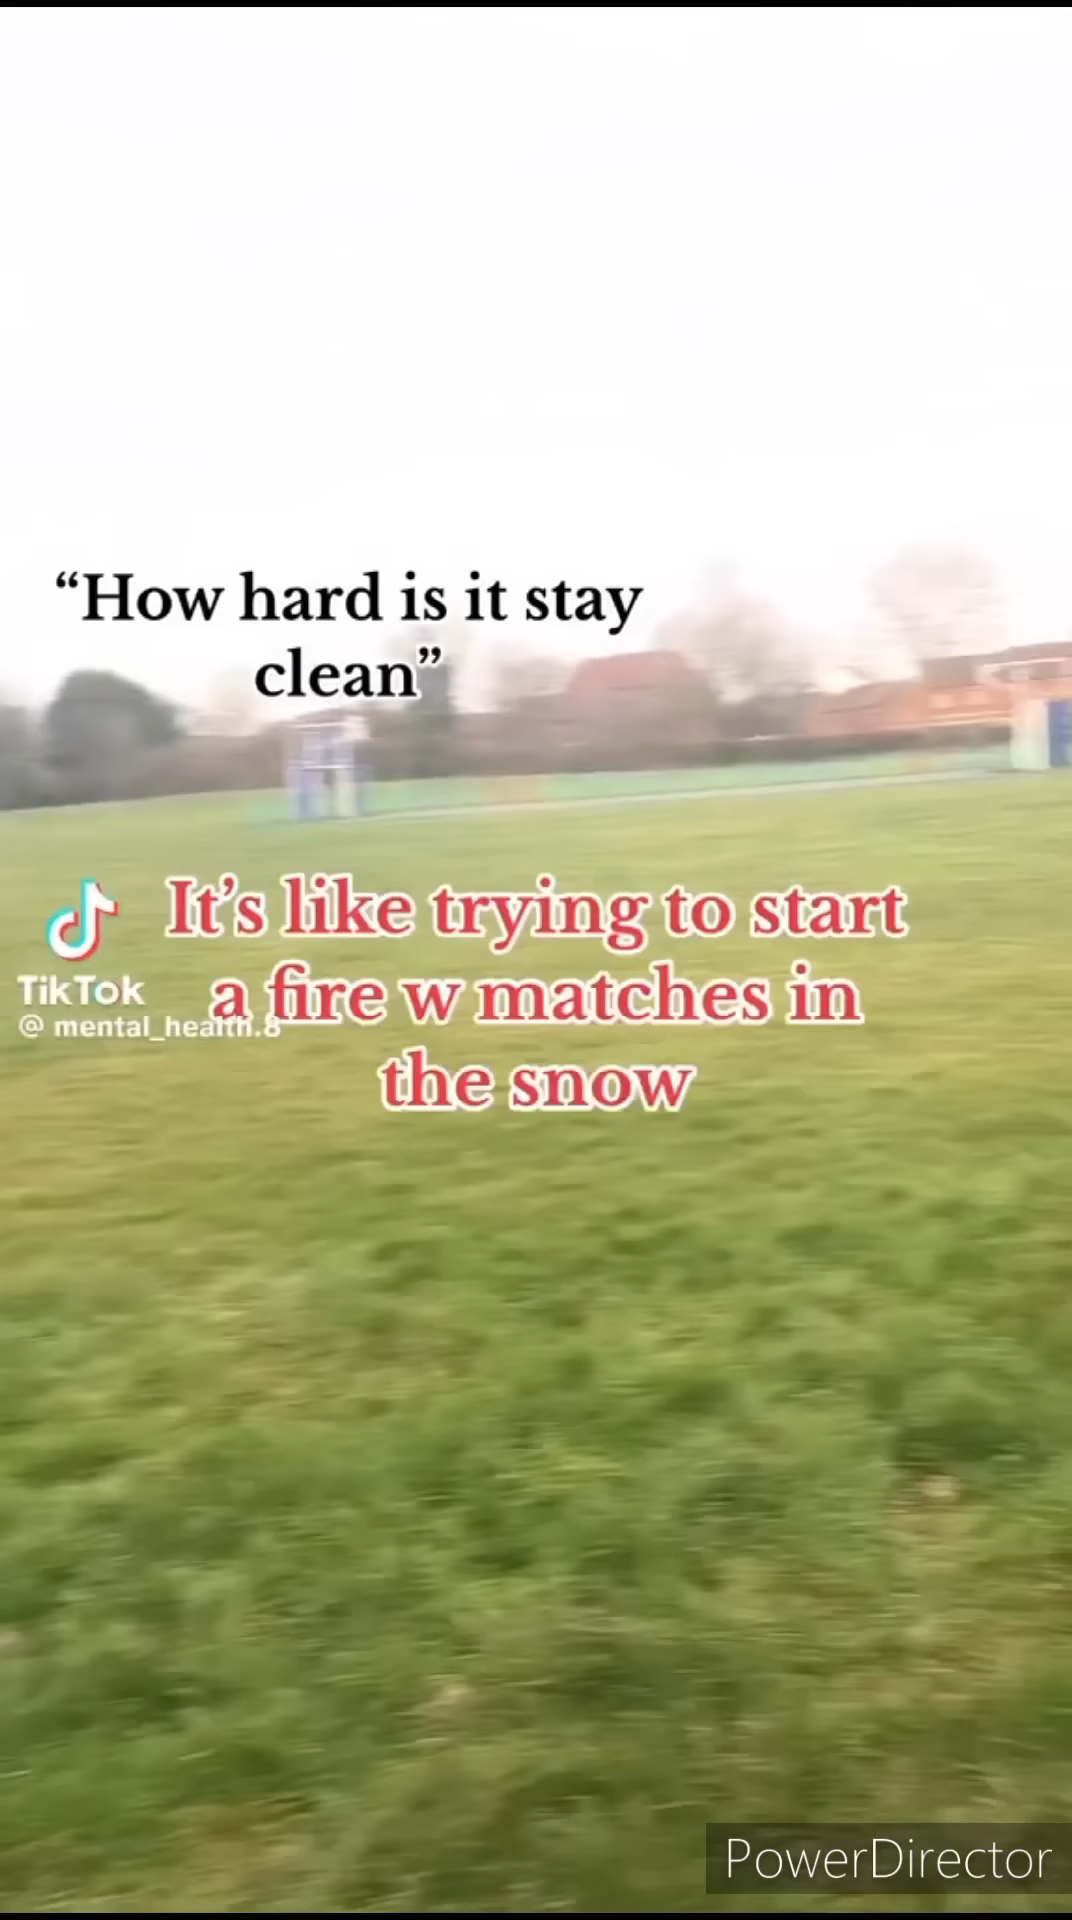 “How hard is it stay
clean”
It’s like trying to start
a fire w matches in
the snow
TikTok
@ mental_health.8
PowerDirector